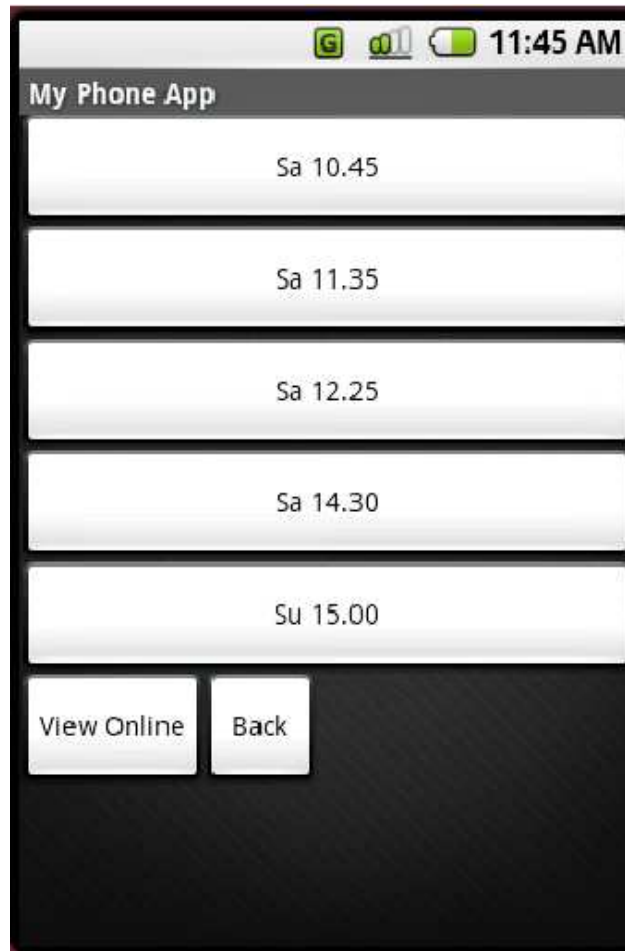 G 11:45 AM
My Phone App
Sa 10.45
Sa 11.35
Sa 12.25
Sa 14.30
Su 15.00
View Online Back